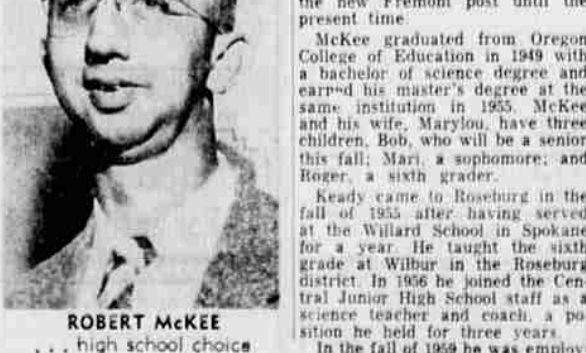 the new Fremont post until the
present time.
McKee graduated from Oregon
College of Education in 1949 with
a bachelor of science degree and
earned his master's degree at the
same institution in 1955. McKee
and his wife, Marylou, have three
children, Bob, who will be a senior
this fall; Mari, a sophomore; and
Roger, a sixth grader.
Keady came to Roseburg in the
fall of 1955 after having served
at the Willard School in Spokane
for a year. He taught the sixth
grade at Wilbur in the Rosebura
district. In 1956 he joined the Cen
tral Junior High School staff as a
science teacher and coach, a po
sition he held for three years.
In the fall of 1959 he was employ
ROBERT McKEE
. . . high school choice